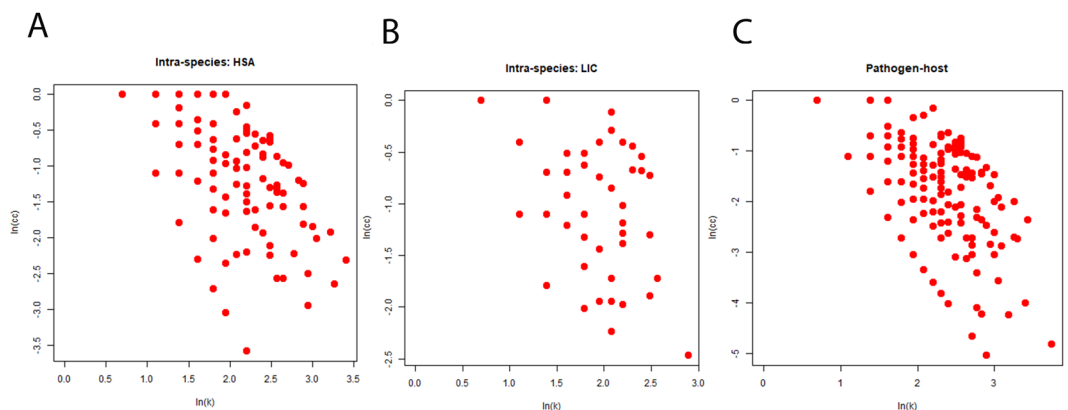 A
B
C
Intra-species: HSA
Intra-species: LIC
Pathogen-host
ln(cc)
0.0
-0.5
-1.0
-1.5
-2.0
-2.5
-3.0
-3.5
0.0 0.5 1.0 1.5 2.0 2.5 3.0 3.5
ln(k)
ln(cc)
0.0
-0.5
-1.0
-1.5
-2.0
-2.5
0.0 0.5 1.0 1.5 2.0 2.5 3.0
ln(k)
ln(cc)
0
-1
-2
-3
-4
-5
0 1 2 3
ln(k)